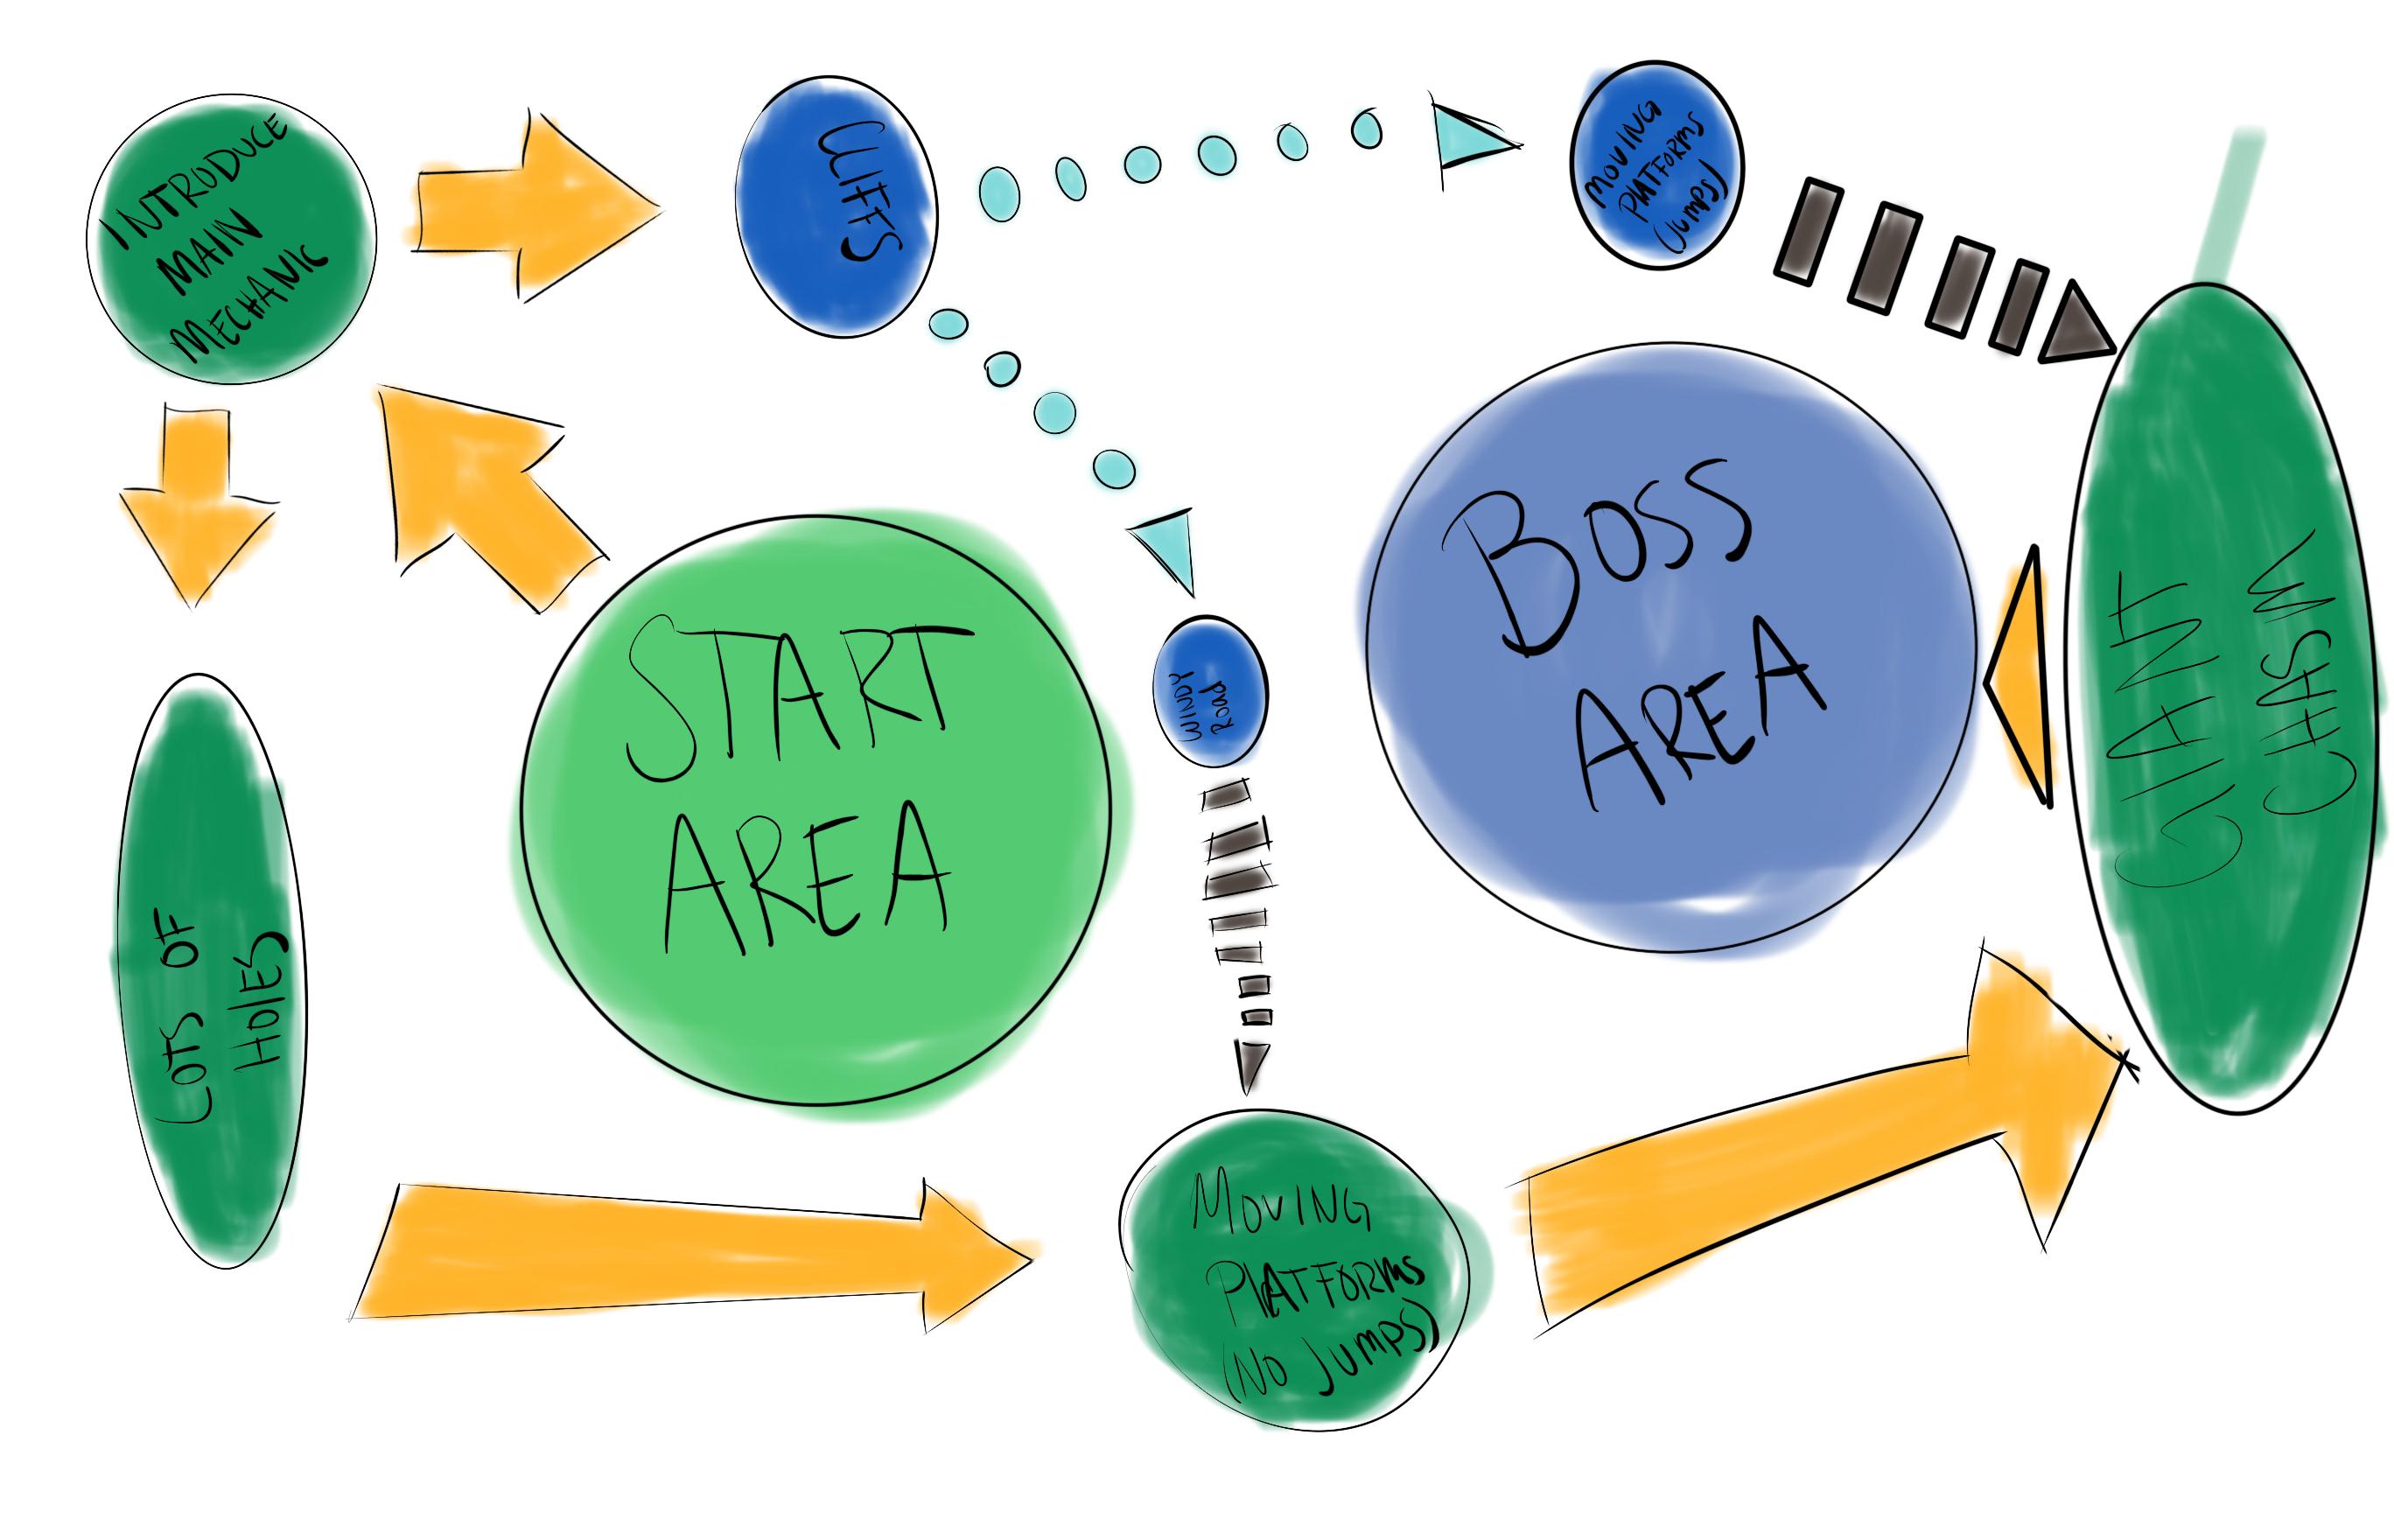 INTRODUCE
MAIN
MECHANIC
CLIFFS
MOVING
PLATFORMS
(Jumps)
START
AREA
WINDY
ROAD
BOSS
AREA
GIANT
CHASM
LOTS OF
HOlES
MOVING
PlATFORMS
(NO JUMPS)